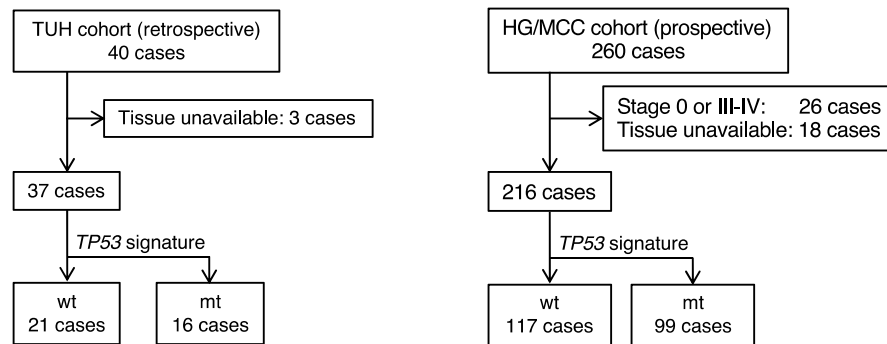 TUH cohort (retrospective)
40 cases
Tissue unavailable: 3 cases
37 cases
TP53 signature
wt
21 cases
mt
16 cases
HG/MCC cohort (prospective)
260 cases
Stage 0 or III-IV: 26 cases
Tissue unavailable: 18 cases
216 cases
TP53 signature
wt
117 cases
mt
99 cases